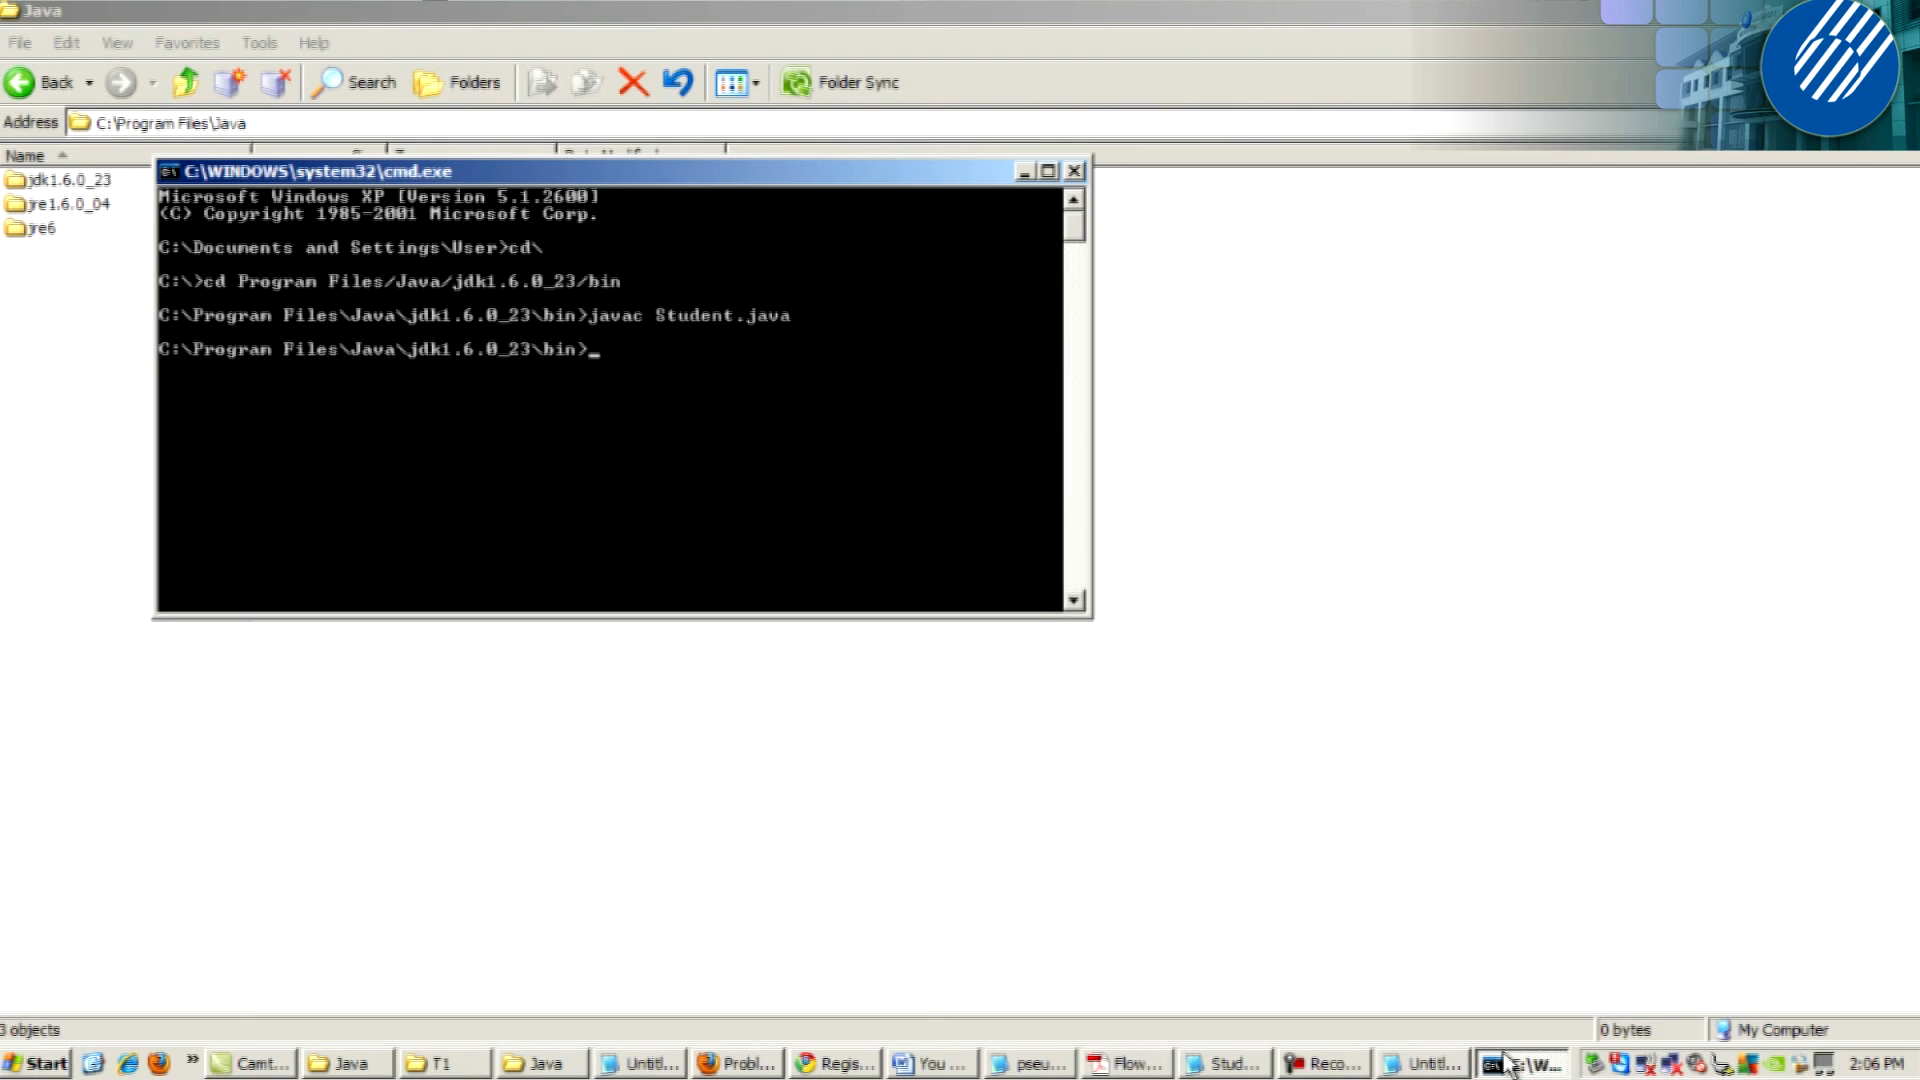 Java
File Edit View Favorites Tools Help
Back Search Folders Folder Sync
Address C:\Program Files\Java
Name
jdk1.6.0_23
jre1.6.0_04
jre6
C:\WINDOWS\system32\cmd.exe
Microsoft Windows XP [Version 5.1.2600]
(C) Copyright 1985-2001 Microsoft Corp.
C:\Documents and Settings\User>cd\
C:\>cd Program Files/Java/jdk1.6.0_23/bin
C:\Program Files\Java\jdk1.6.0_23\bin>javac Student.java
C:\Program Files\Java\jdk1.6.0_23\bin>_
3 objects 0 bytes My Computer
Start » Camt... Java T1 Java Untitl... Probl... Regis... You ... pseu... Flow... Stud... Reco... Untitl... 2:06 PM